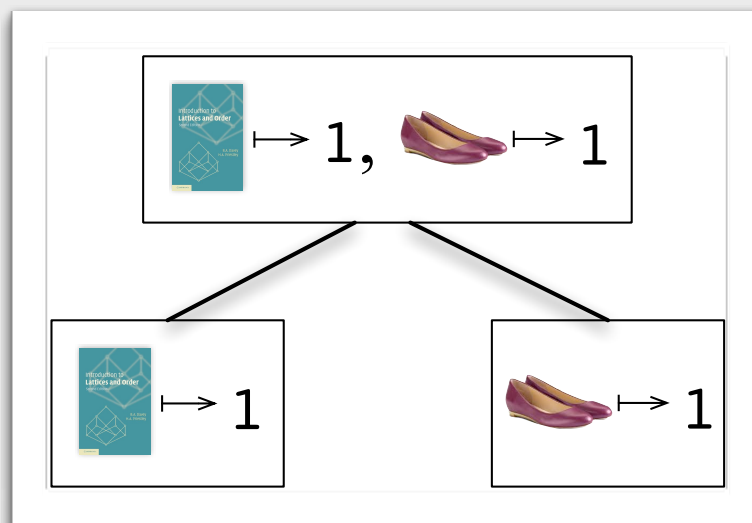 Introduction to
Lattices and Order
1, 1
Introduction to
Lattices and Order
1 1